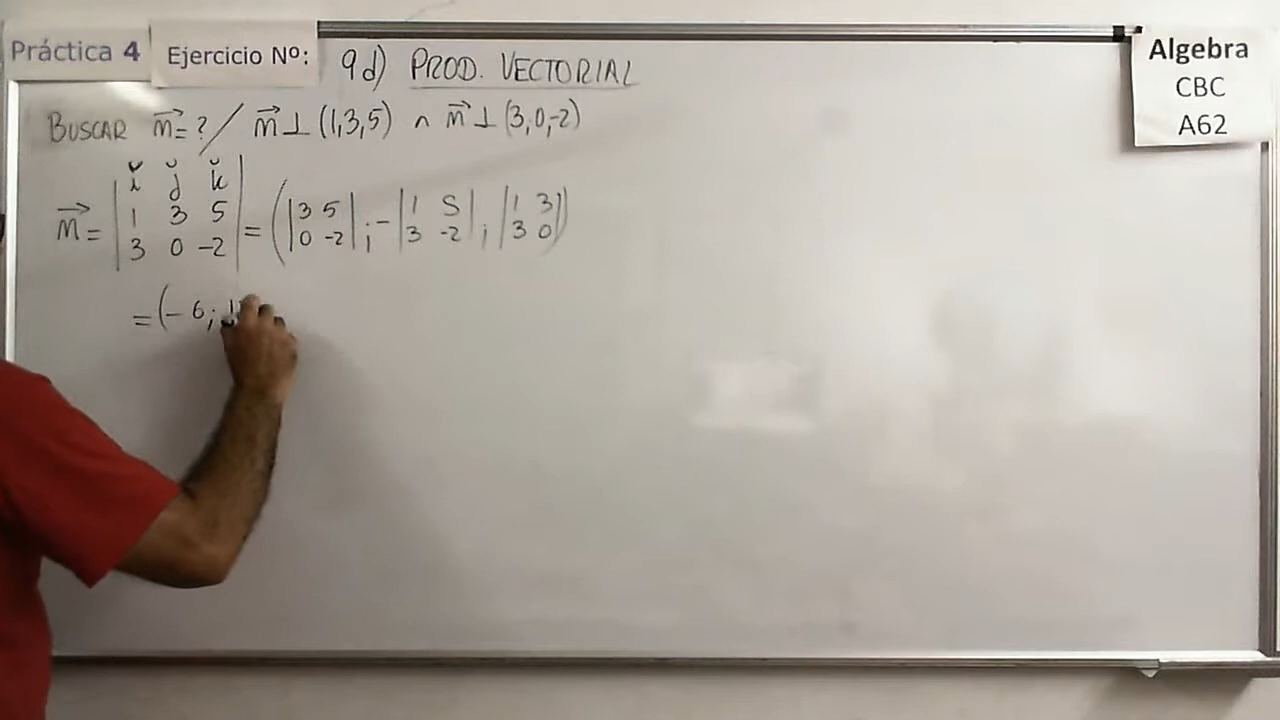 Práctica 4 Ejercicio Nº: 9d) PROD. VECTORIAL
Algebra
CBC
A62
BUSCAR m⃗=? / m⃗ ⊥ (1,3,5) ∧ m⃗ ⊥ (3,0,-2)
ĭ j̆ k̆
1 3 5
3 0 -2
m⃗= = (|3 5| ; -|1 5| ; |1 3|)
|0 -2| |3 -2| |3 0|
=(- 6;